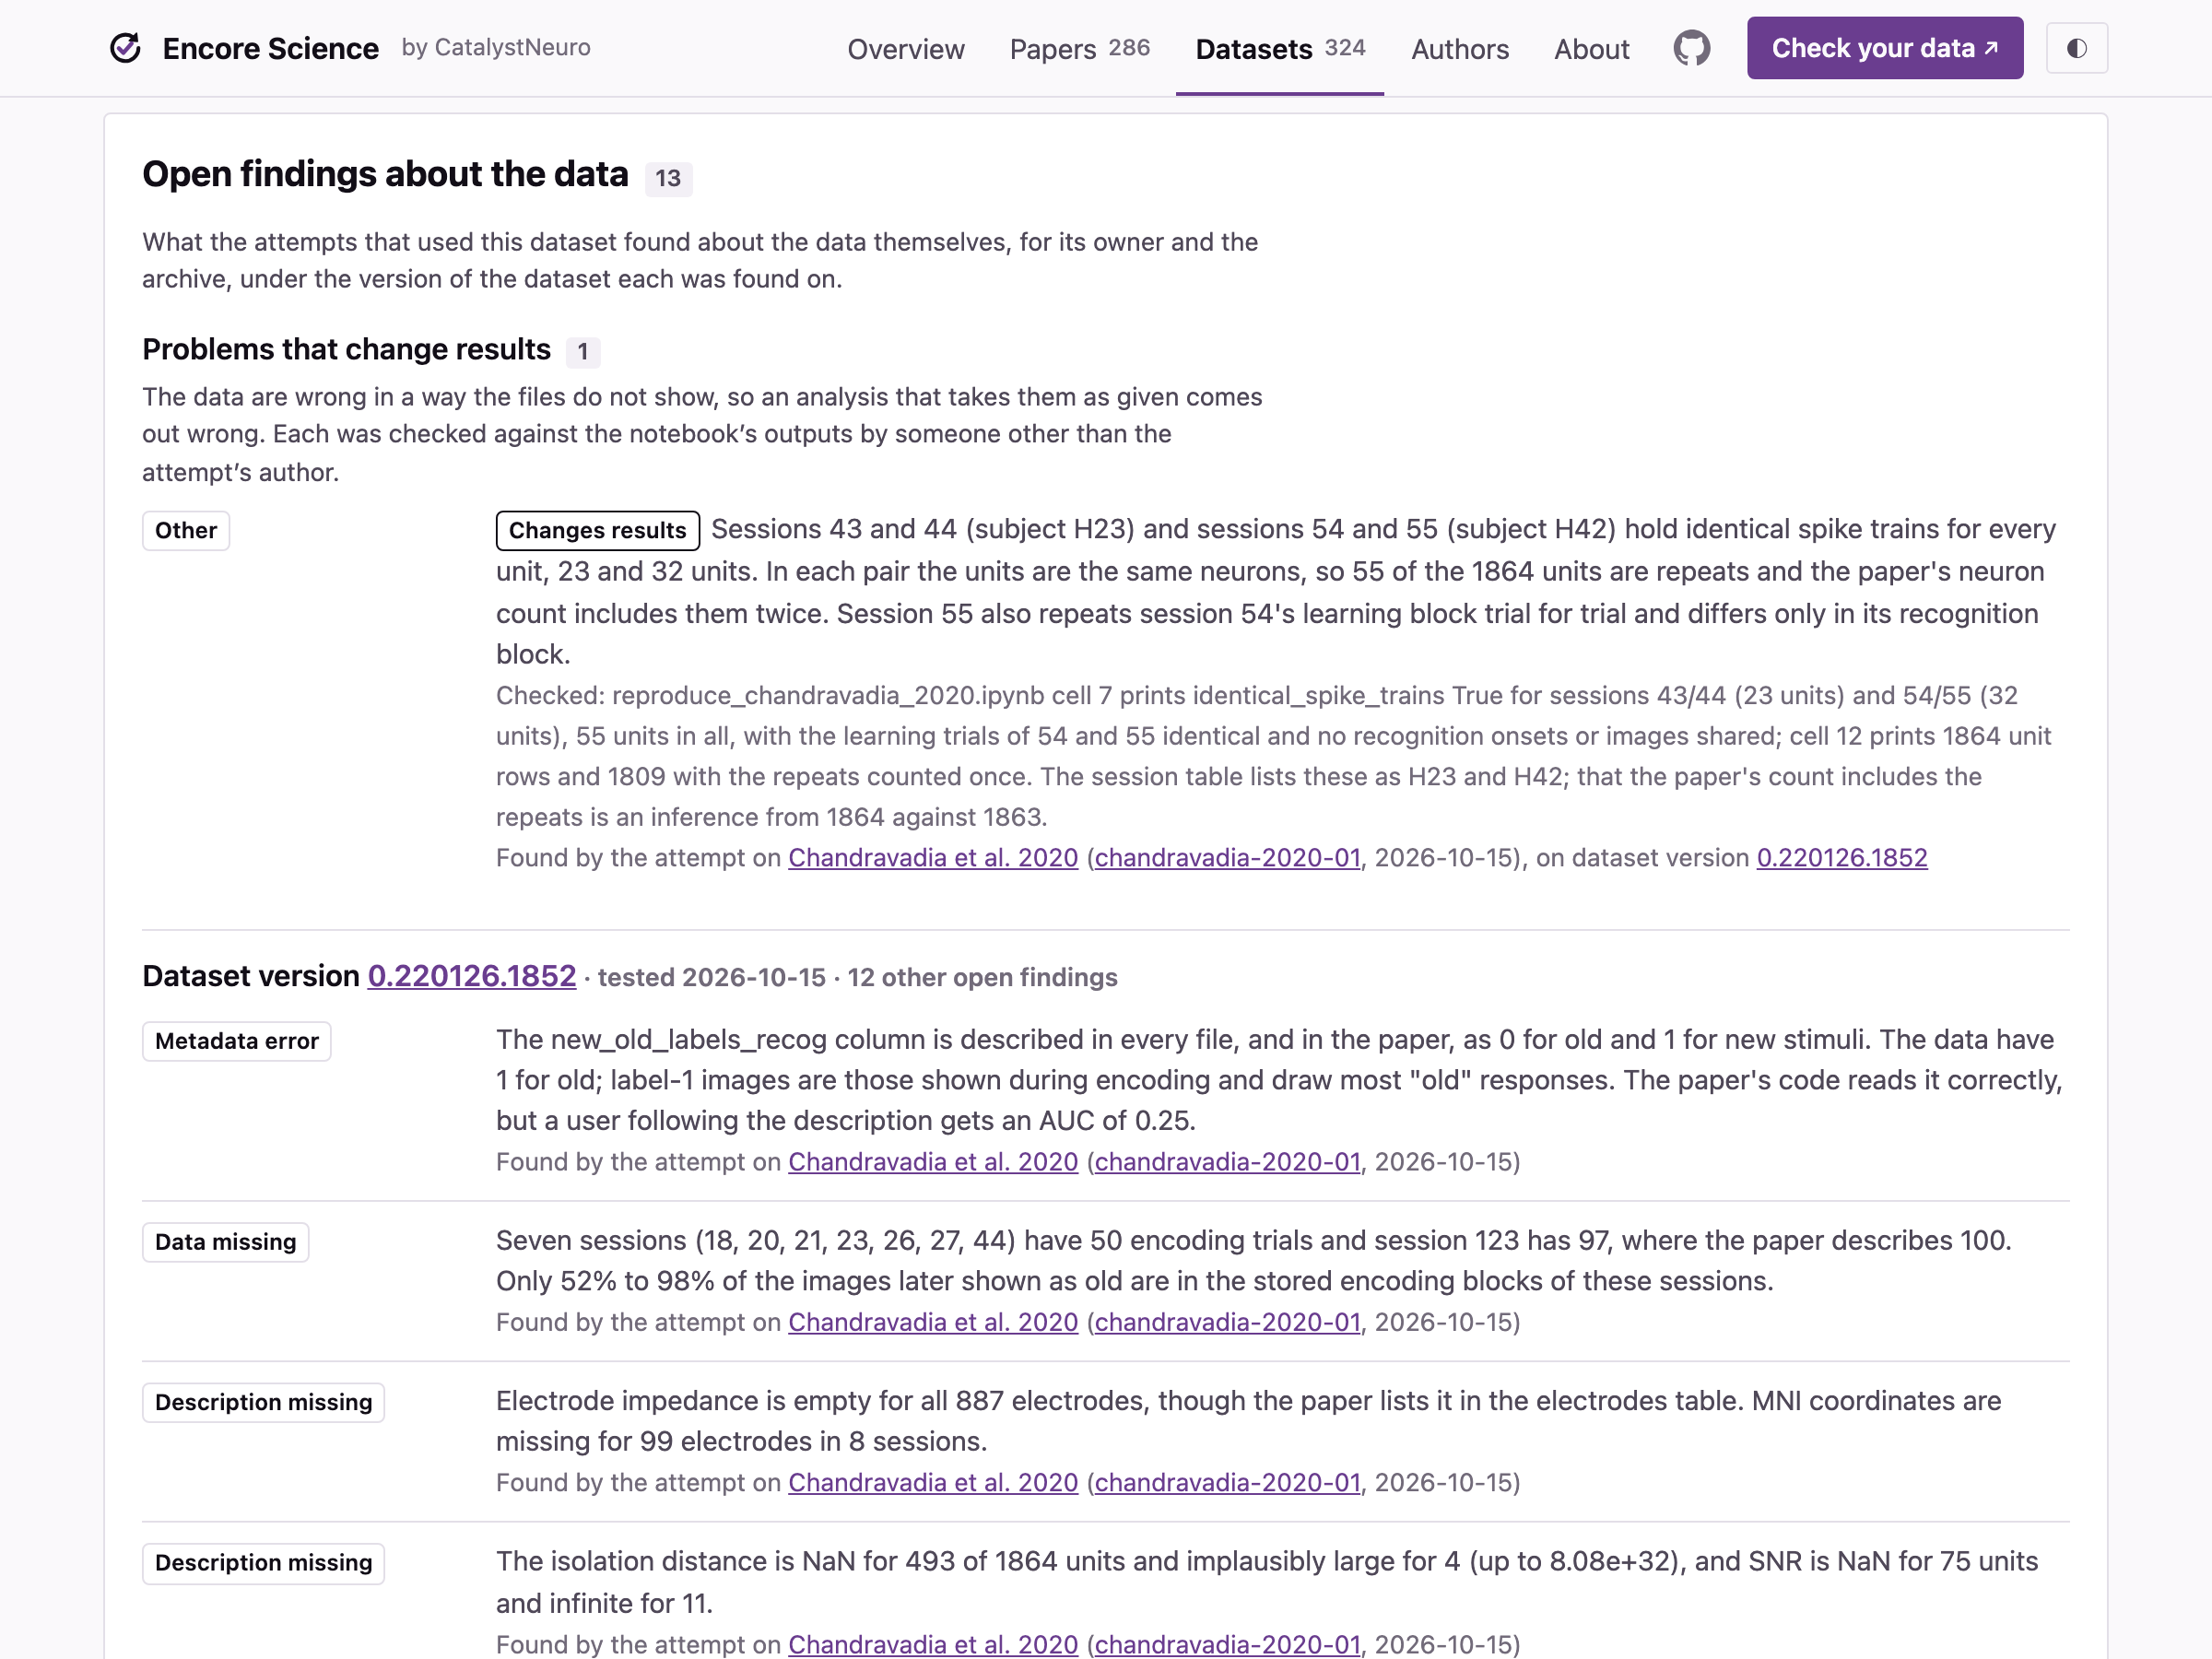 Encore Science by CatalystNeuro Overview Papers 286 Datasets 324 Authors About Check your data ↗
Open findings about the data 13
What the attempts that used this dataset found about the data themselves, for its owner and the
archive, under the version of the dataset each was found on.
Problems that change results 1
The data are wrong in a way the files do not show, so an analysis that takes them as given comes
out wrong. Each was checked against the notebook’s outputs by someone other than the
attempt’s author.
Other
Changes results Sessions 43 and 44 (subject H23) and sessions 54 and 55 (subject H42) hold identical spike trains for every
unit, 23 and 32 units. In each pair the units are the same neurons, so 55 of the 1864 units are repeats and the paper's neuron
count includes them twice. Session 55 also repeats session 54's learning block trial for trial and differs only in its recognition
block.
Checked: reproduce_chandravadia_2020.ipynb cell 7 prints identical_spike_trains True for sessions 43/44 (23 units) and 54/55 (32
units), 55 units in all, with the learning trials of 54 and 55 identical and no recognition onsets or images shared; cell 12 prints 1864 unit
rows and 1809 with the repeats counted once. The session table lists these as H23 and H42; that the paper's count includes the
repeats is an inference from 1864 against 1863.
Found by the attempt on Chandravadia et al. 2020 (chandravadia-2020-01, 2026-10-15), on dataset version 0.220126.1852
Dataset version 0.220126.1852 · tested 2026-10-15 · 12 other open findings
Metadata error
The new_old_labels_recog column is described in every file, and in the paper, as 0 for old and 1 for new stimuli. The data have
1 for old; label-1 images are those shown during encoding and draw most "old" responses. The paper's code reads it correctly,
but a user following the description gets an AUC of 0.25.
Found by the attempt on Chandravadia et al. 2020 (chandravadia-2020-01, 2026-10-15)
Data missing
Seven sessions (18, 20, 21, 23, 26, 27, 44) have 50 encoding trials and session 123 has 97, where the paper describes 100.
Only 52% to 98% of the images later shown as old are in the stored encoding blocks of these sessions.
Found by the attempt on Chandravadia et al. 2020 (chandravadia-2020-01, 2026-10-15)
Description missing
Electrode impedance is empty for all 887 electrodes, though the paper lists it in the electrodes table. MNI coordinates are
missing for 99 electrodes in 8 sessions.
Found by the attempt on Chandravadia et al. 2020 (chandravadia-2020-01, 2026-10-15)
Description missing
The isolation distance is NaN for 493 of 1864 units and implausibly large for 4 (up to 8.08e+32), and SNR is NaN for 75 units
and infinite for 11.
Found by the attempt on Chandravadia et al. 2020 (chandravadia-2020-01, 2026-10-15)